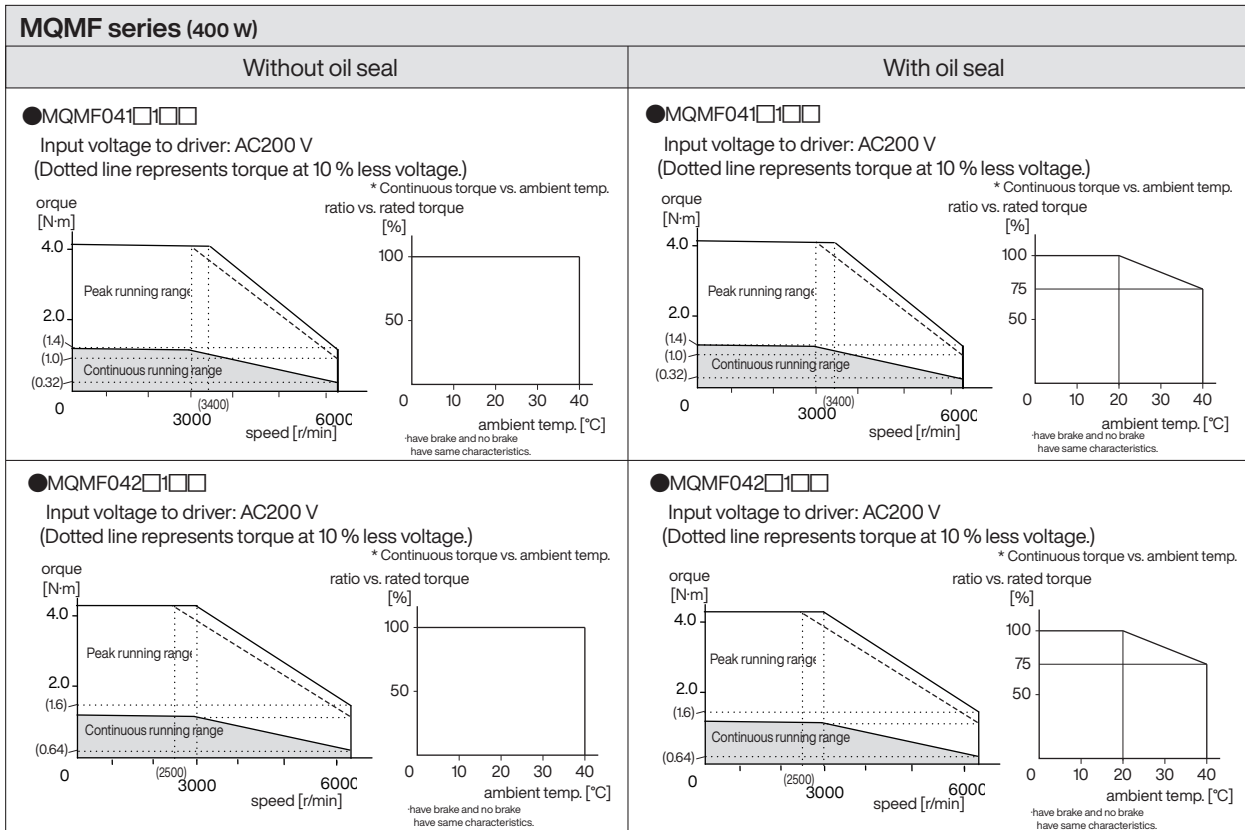 MQMF series (400 W)
Without oil seal
With oil seal
●MQMF041□1□□
Input voltage to driver: AC200 V
(Dotted line represents torque at 10 % less voltage.)
* Continuous torque vs. ambient temp.
orque
[N·m]
ratio vs. rated torque
[%]
4.0
2.0
(1.4)
(1.0)
(0.32)
Peak running range
Continuous running range
0
3000
(3400)
6000
speed [r/min]
100
50
0
10
20
30
40
ambient temp. [°C]
·have brake and no brake
have same characteristics.
●MQMF041□1□□
Input voltage to driver: AC200 V
(Dotted line represents torque at 10 % less voltage.)
* Continuous torque vs. ambient temp.
orque
[N·m]
ratio vs. rated torque
[%]
4.0
2.0
(1.4)
(1.0)
(0.32)
Peak running range
Continuous running range
0
3000
(3400)
6000
speed [r/min]
100
75
50
0
10
20
30
40
ambient temp. [°C]
·have brake and no brake
have same characteristics.
●MQMF042□1□□
Input voltage to driver: AC200 V
(Dotted line represents torque at 10 % less voltage.)
* Continuous torque vs. ambient temp.
orque
[N·m]
ratio vs. rated torque
[%]
4.0
2.0
(1.6)
(0.64)
Peak running range
Continuous running range
0
(2500)
3000
6000
speed [r/min]
100
50
0
10
20
30
40
ambient temp. [°C]
·have brake and no brake
have same characteristics.
●MQMF042□1□□
Input voltage to driver: AC200 V
(Dotted line represents torque at 10 % less voltage.)
* Continuous torque vs. ambient temp.
orque
[N·m]
ratio vs. rated torque
[%]
4.0
2.0
(1.6)
(0.64)
Peak running range
Continuous running range
0
(2500)
3000
6000
speed [r/min]
100
75
50
0
10
20
30
40
ambient temp. [°C]
·have brake and no brake
have same characteristics.